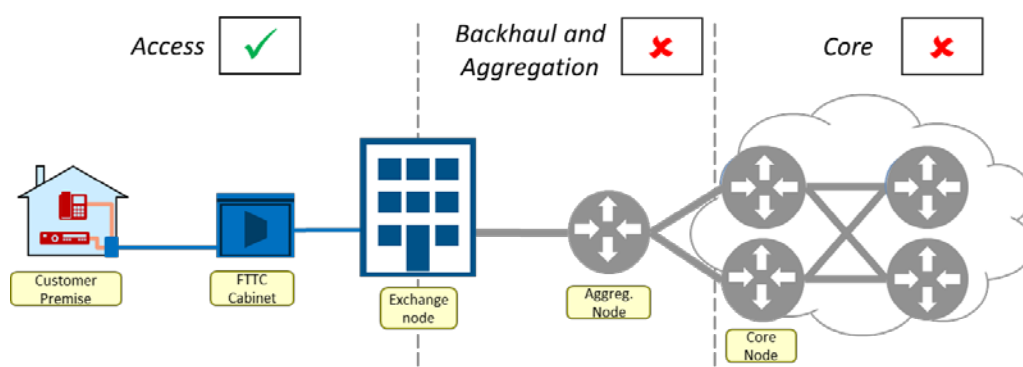 Access
Backhaul and
Aggregation
Core
Customer
Premise
FTTC
Cabinet
Exchange
node
Aggreg.
Node
Core
Node